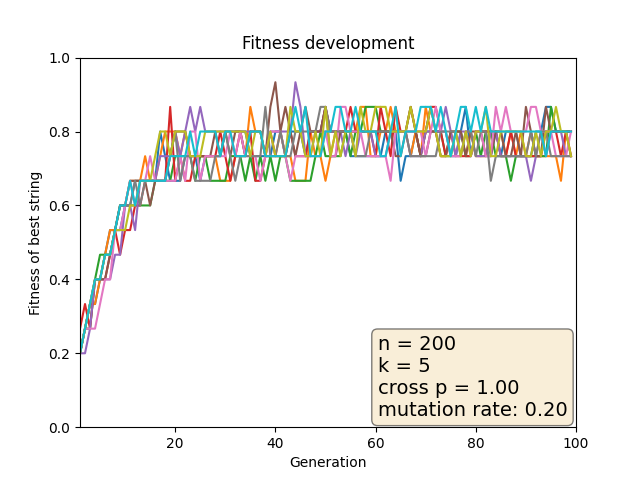 Fitness development
1.0
0.8
0.6
0.4
0.2
0.0
Fitness of best string
n = 200
k = 5
cross p = 1.00
mutation rate: 0.20
20 40 60 80 100
Generation